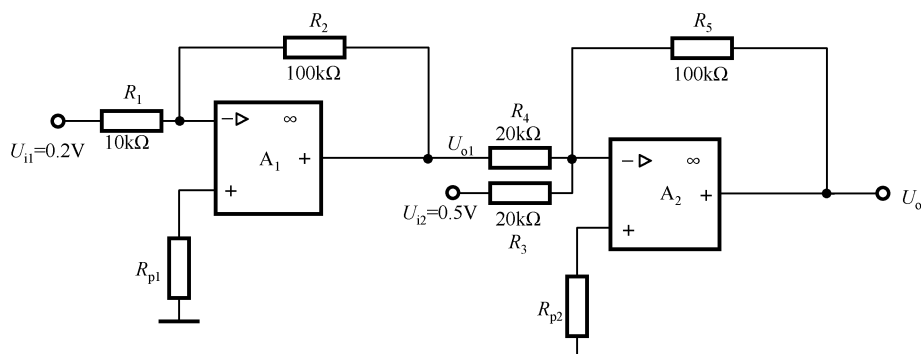 R2
100kΩ
R5
100kΩ
R1
10kΩ
Ui1=0.2V
− ▷ ∞
A1
+
+
Rp1
Uo1
R4
20kΩ
Ui2=0.5V
20kΩ
R3
− ▷ ∞
A2
+
+
Uo
Rp2